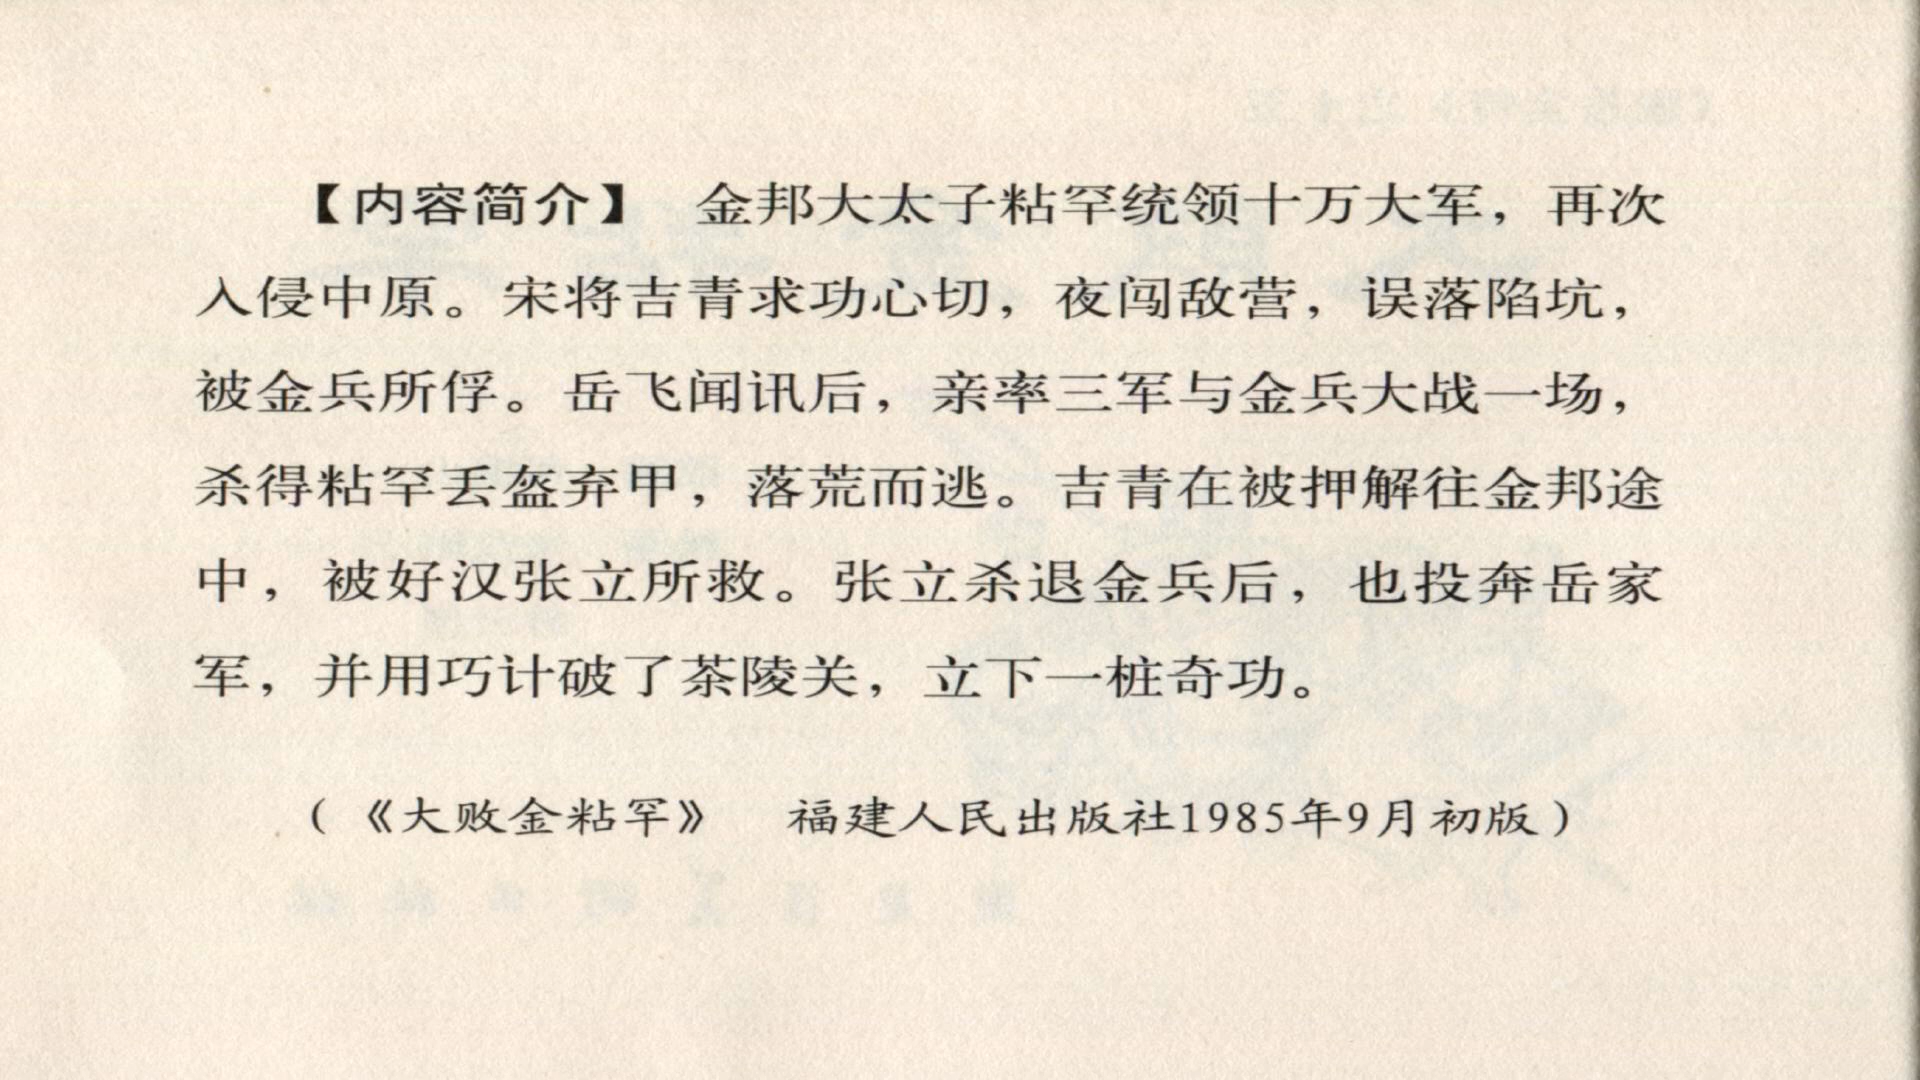 【内容简介】 金邦大太子粘罕统领十万大军，再次
入侵中原。宋将吉青求功心切，夜闯敌营，误落陷坑，
被金兵所俘。岳飞闻讯后，亲率三军与金兵大战一场，
杀得粘罕丢盔弃甲，落荒而逃。吉青在被押解往金邦途
中，被好汉张立所救。张立杀退金兵后，也投奔岳家
军，并用巧计破了茶陵关，立下一桩奇功。
（《大败金粘罕》 福建人民出版社1985年9月初版）